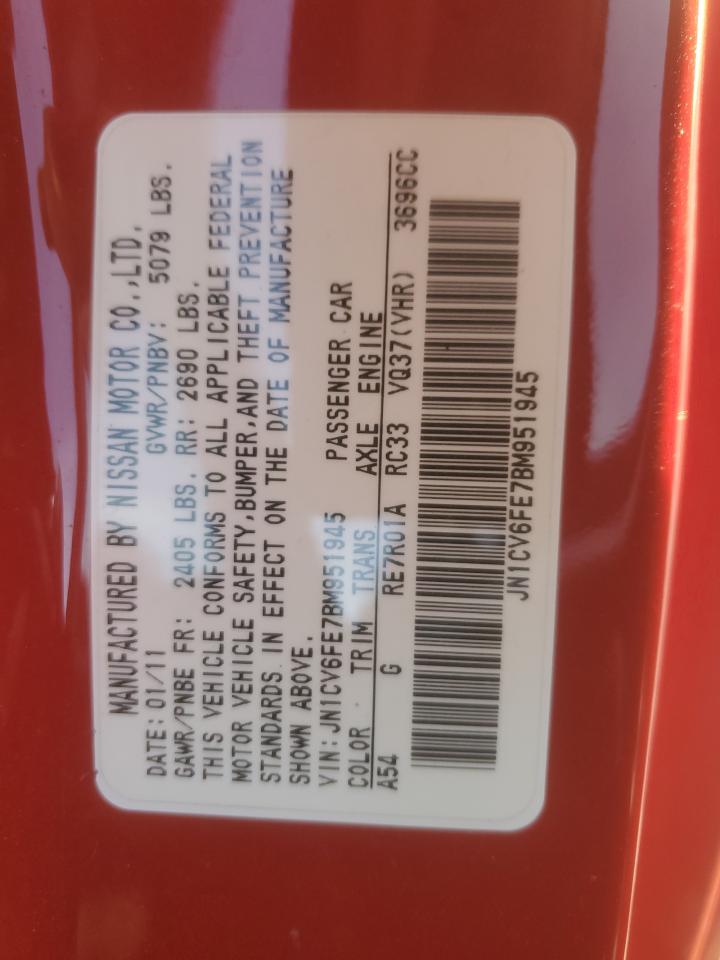 MANUFACTURED BY NISSAN MOTOR CO.,LTD.
DATE: 01/11 GVWR/PNBV: 5079 LBS.
GAWR/PNBE FR: 2405 LBS. RR: 2690 LBS.
THIS VEHICLE CONFORMS TO ALL APPLICABLE FEDERAL
MOTOR VEHICLE SAFETY,BUMPER,AND THEFT PREVENTION
STANDARDS IN EFFECT ON THE DATE OF MANUFACTURE
SHOWN ABOVE.
VIN: JN1CV6FE7BM951945 PASSENGER CAR
COLOR TRIM TRANS AXLE ENGINE
A54 G RE7R01A RC33 VQ37(VHR) 3696CC
JN1CV6FE7BM951945